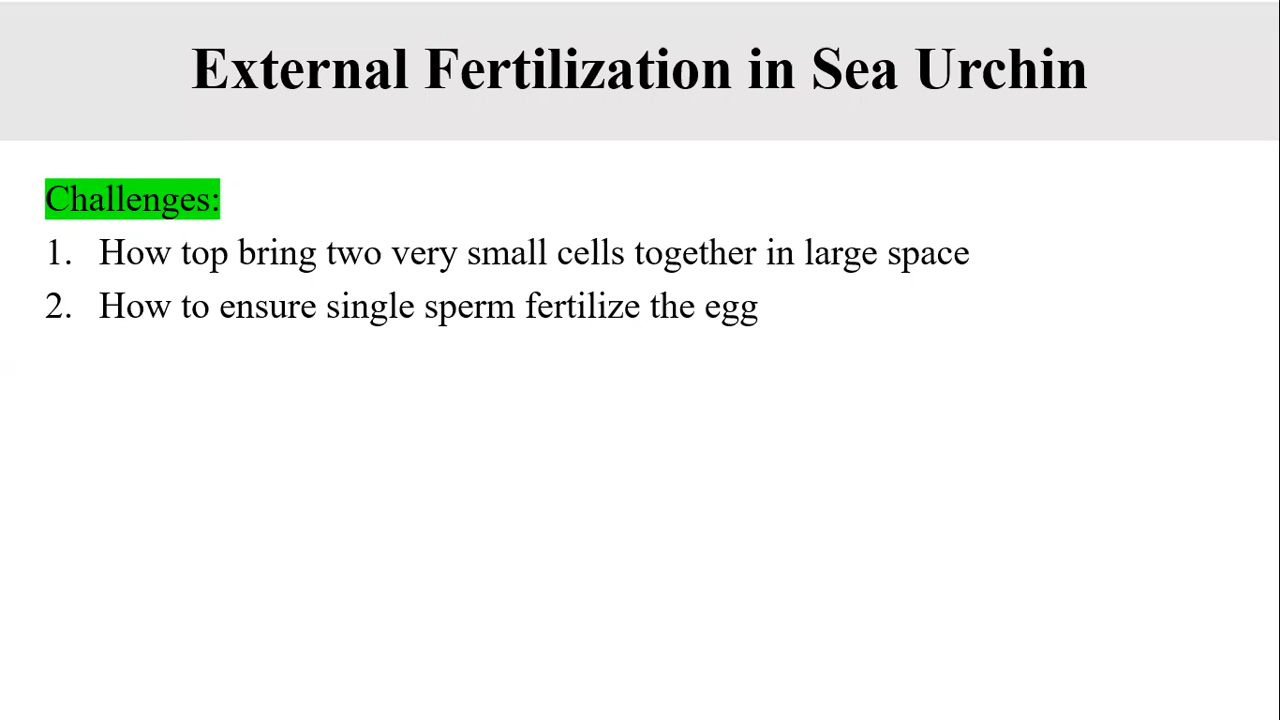 External Fertilization in Sea Urchin
Challenges:
1. How top bring two very small cells together in large space
2. How to ensure single sperm fertilize the egg